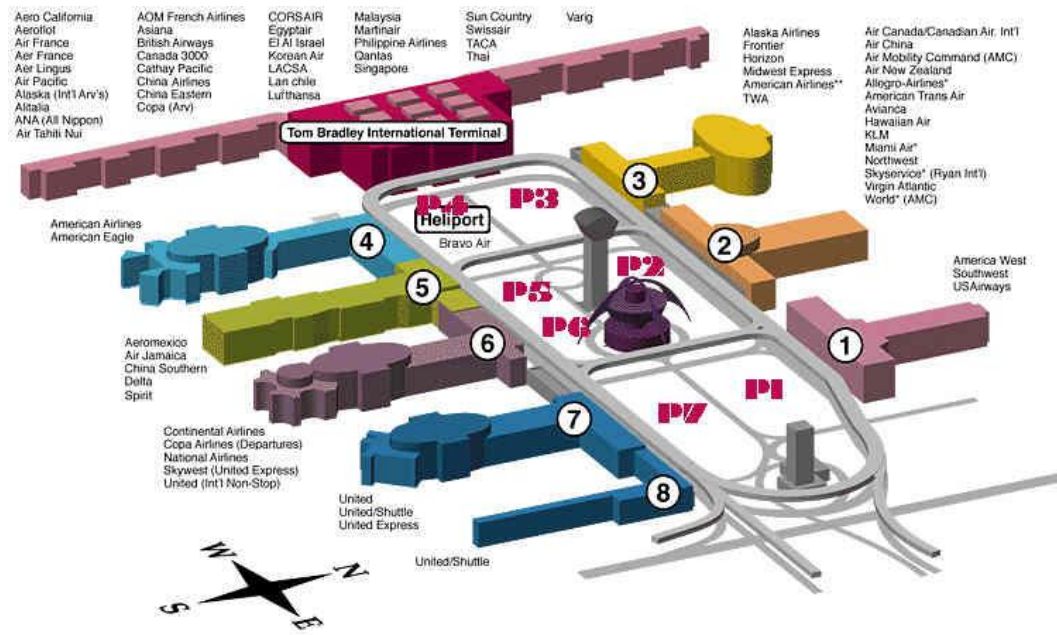 Aero California
Aeroflot
Air France
Aer France
Aer Lingus
Air Pacific
Alaska (Int'l Arv's)
Alitalia
ANA (All Nippon)
Air Tahiti Nui
AOM French Airlines
Asiana
British Airways
Canada 3000
Cathay Pacific
China Airlines
China Eastern
Copa (Arv)
CORSAIR
Egyptair
El Al Israel
Korean Air
LACSA
Lan chile
Lufthansa
Malaysia
Martinair
Philippine Airlines
Qantas
Singapore
Sun Country
Swissair
TACA
Thai
Varig
Alaska Airlines
Frontier
Horizon
Midwest Express
American Airlines**
TWA
Air Canada/Canadian Air. Int'l
Air China
Air Mobility Command (AMC)
Air New Zealand
Allegro-Airlines*
American Trans Air
Avianca
Hawaiian Air
KLM
Miami Air*
Northwest
Skyservice* (Ryan Int'l)
Virgin Atlantic
World* (AMC)
Tom Bradley International Terminal
3
P3
P4
Heliport
Bravo Air
American Airlines
American Eagle
4
2
P2
America West
Southwest
USAirways
5
P5
P6
1
6
Aeromexico
Air Jamaica
China Southern
Delta
Spirit
P1
P7
7
Continental Airlines
Copa Airlines (Departures)
National Airlines
Skywest (United Express)
United (Int'l Non-Stop)
8
United
United/Shuttle
United Express
United/Shuttle
W
N
S
E